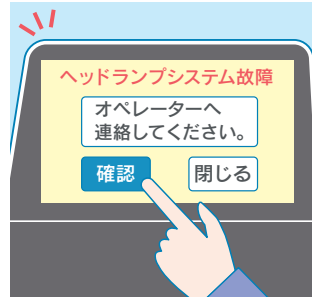 ヘッドランプシステム故障
オペレーターへ
連絡してください。
確認
閉じる